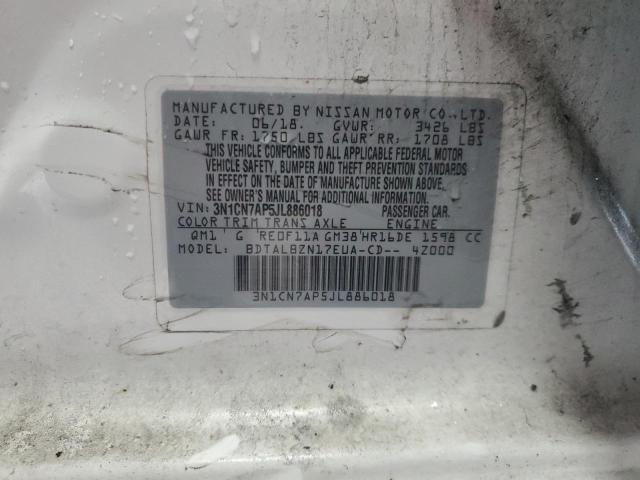 MANUFACTURED BY NISSAN MOTOR CO.,LTD.
DATE: 06/18. GVWR: 3426 LBS
GAWR FR: 1750 LBS GAWR RR: 1708 LBS
THIS VEHICLE CONFORMS TO ALL APPLICABLE FEDERAL MOTOR
VEHICLE SAFETY, BUMPER AND THEFT PREVENTION STANDARDS
IN EFFECT ON THE DATE OF MANUFACTURE SHOWN ABOVE.
SEE OWNER'S MANUAL FOR ADDITIONAL INFORMATION.
VIN: 3N1CN7AP5JL886018 PASSENGER CAR.
COLOR TRIM TRANS AXLE ENGINE
QM1 G RE0F11A GM38 HR16DE 1598 CC
MODEL: BDTALBZN17EUA-CD-- 4Z000
3N1CN7AP5JL886018